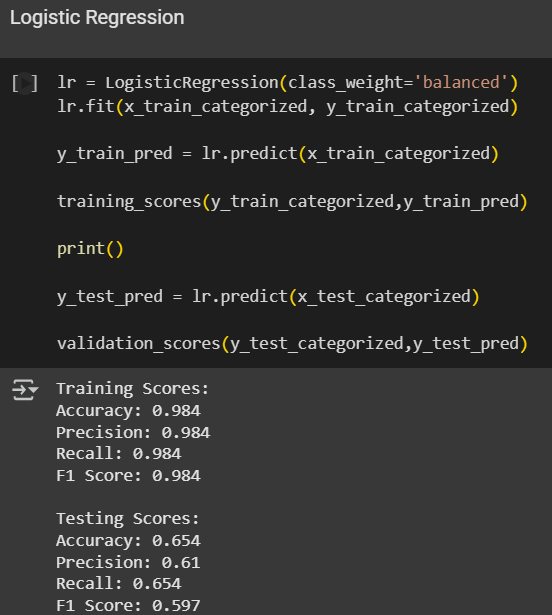 Logistic Regression
[ ] lr = LogisticRegression(class_weight='balanced')
lr.fit(x_train_categorized, y_train_categorized)
y_train_pred = lr.predict(x_train_categorized)
training_scores(y_train_categorized,y_train_pred)
print()
y_test_pred = lr.predict(x_test_categorized)
validation_scores(y_test_categorized,y_test_pred)
Training Scores:
Accuracy: 0.984
Precision: 0.984
Recall: 0.984
F1 Score: 0.984
Testing Scores:
Accuracy: 0.654
Precision: 0.61
Recall: 0.654
F1 Score: 0.597